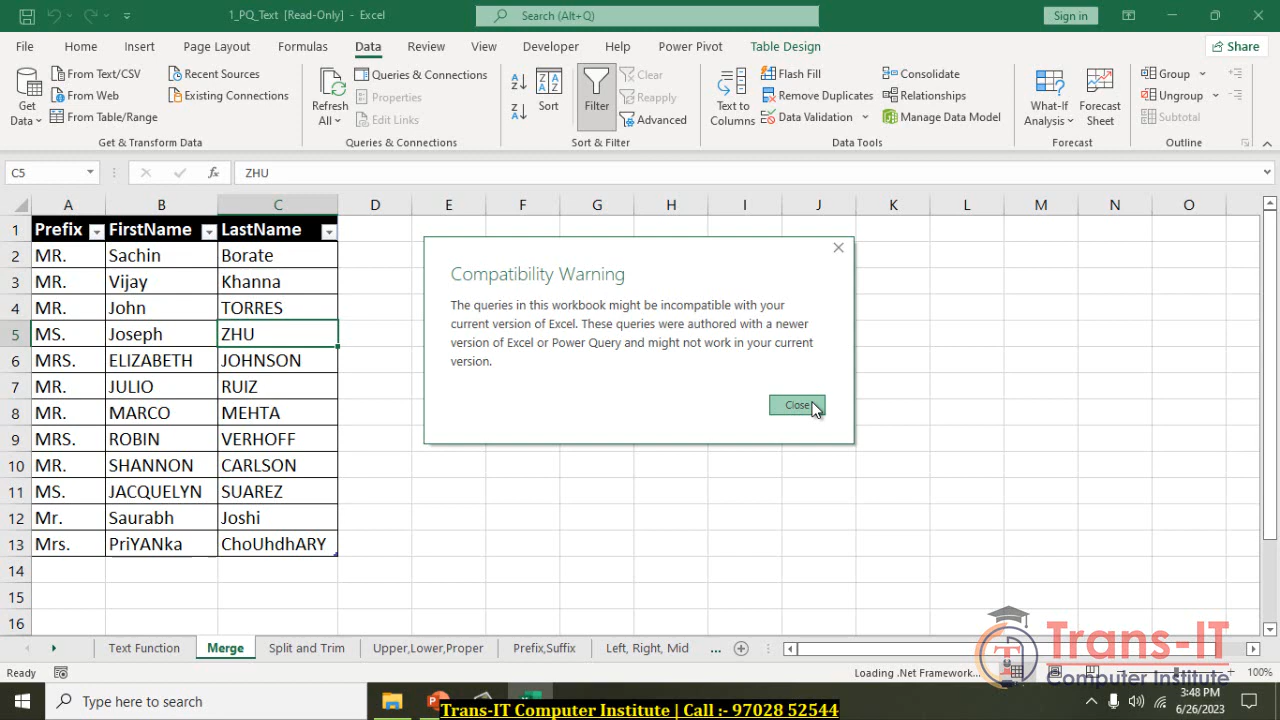 1_PQ_Text [Read-Only] - Excel
Search (Alt+Q)
Sign in
File Home Insert Page Layout Formulas Data Review View Developer Help Power Pivot Table Design
Share
Get Data
From Text/CSV
From Web
From Table/Range
Recent Sources
Existing Connections
Get & Transform Data
Refresh All
Queries & Connections
Properties
Edit Links
Queries & Connections
Sort
Filter
Clear
Reapply
Advanced
Sort & Filter
Text to Columns
Flash Fill
Remove Duplicates
Data Validation
Consolidate
Relationships
Manage Data Model
Data Tools
What-If Analysis
Forecast Sheet
Forecast
Group
Ungroup
Subtotal
Outline
C5
fx
ZHU
A B C D E F G H I J K L M N O
1 Prefix FirstName LastName
2 MR. Sachin Borate
3 MR. Vijay Khanna
4 MR. John TORRES
5 MS. Joseph ZHU
6 MRS. ELIZABETH JOHNSON
7 MR. JULIO RUIZ
8 MR. MARCO MEHTA
9 MRS. ROBIN VERHOFF
10 MR. SHANNON CARLSON
11 MS. JACQUELYN SUAREZ
12 Mr. Saurabh Joshi
13 Mrs. PriYANka ChoUhdhARY
14
15
16
Compatibility Warning
The queries in this workbook might be incompatible with your
current version of Excel. These queries were authored with a newer
version of Excel or Power Query and might not work in your current
version.
Close
Text Function Merge Split and Trim Upper,Lower,Proper Prefix,Suffix Left, Right, Mid ...
Ready
Loading .Net Framework...
100%
Trans-IT
Computer Institute
Type here to search
Trans-IT Computer Institute | Call :- 97028 52544
3:48 PM
6/26/2023